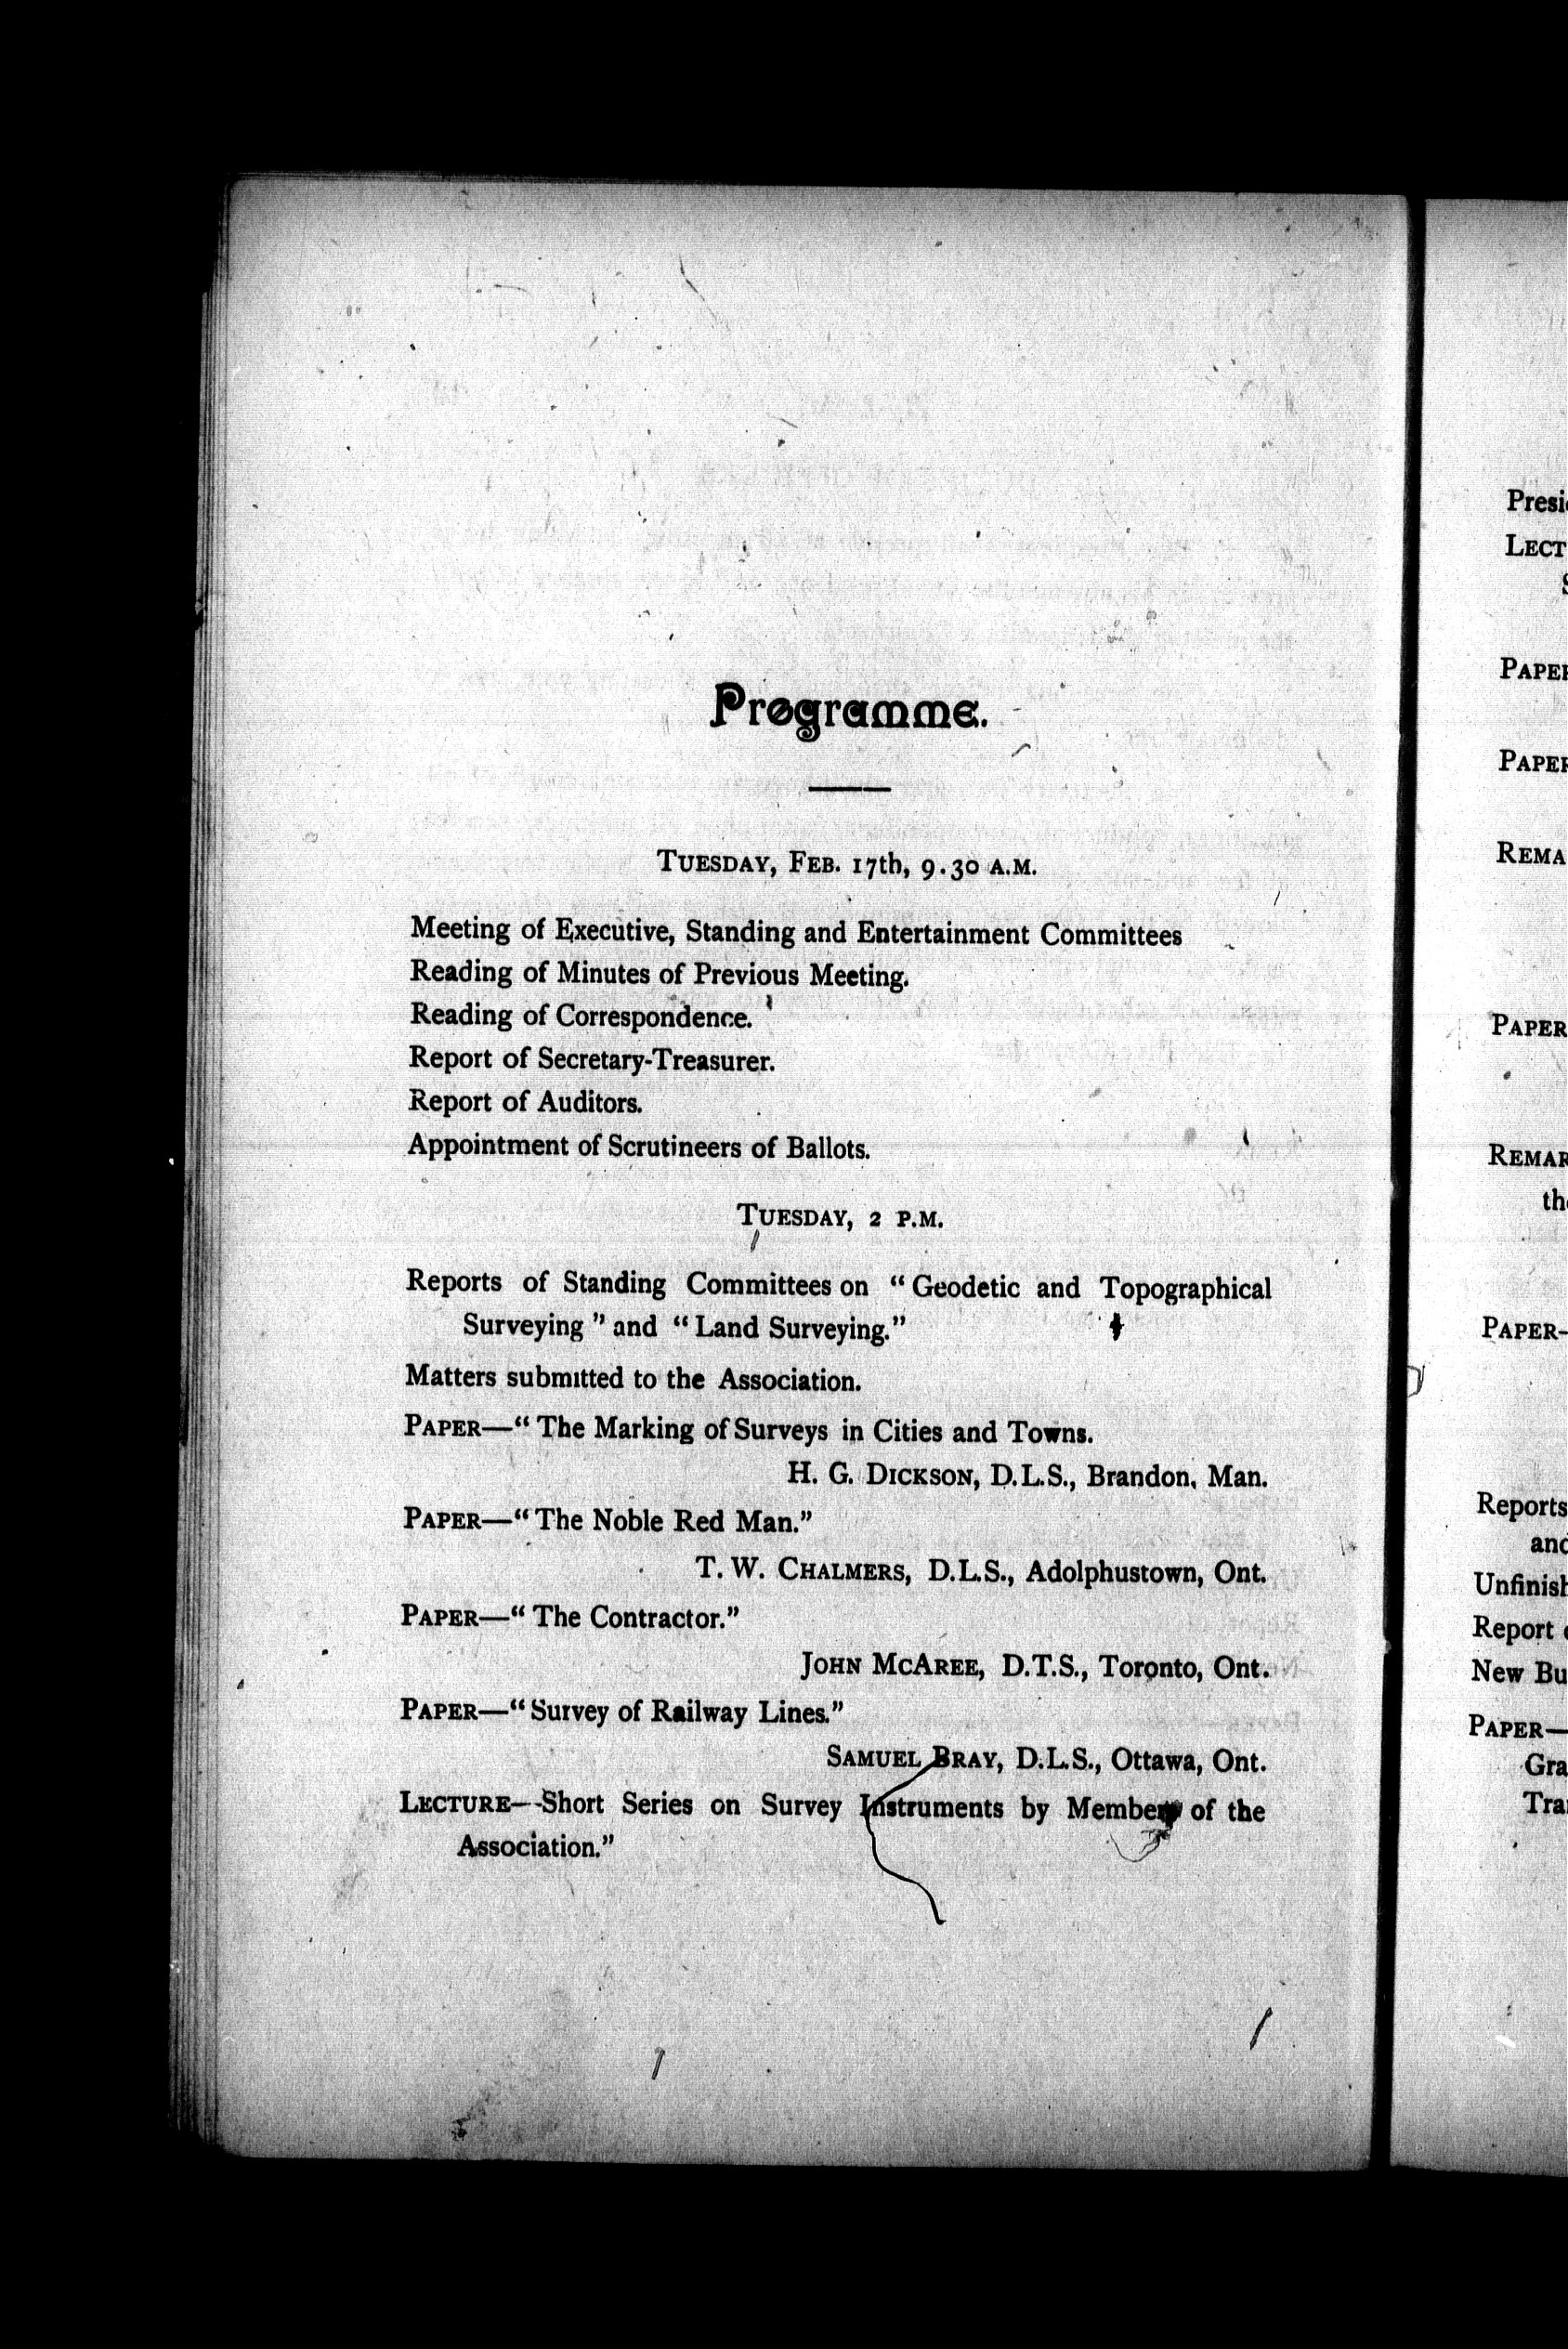 Programme.
TUESDAY, FEB. 17th, 9.30 A.M.
Meeting of Executive, Standing and Entertainment Committees
Reading of Minutes of Previous Meeting.
Reading of Correspondence.
Report of Secretary-Treasurer.
Report of Auditors.
Appointment of Scrutineers of Ballots.
TUESDAY, 2 P.M.
Reports of Standing Committees on “Geodetic and Topographical
Surveying” and “Land Surveying.”
Matters submitted to the Association.
PAPER—“The Marking of Surveys in Cities and Towns.
H. G. DICKSON, D.L.S., Brandon, Man.
PAPER—“The Noble Red Man.”
T. W. CHALMERS, D.L.S., Adolphustown, Ont.
PAPER—“The Contractor.”
JOHN MCAREE, D.T.S., Toronto, Ont.
PAPER—“Survey of Railway Lines.”
SAMUEL BRAY, D.L.S., Ottawa, Ont.
LECTURE—Short Series on Survey Instruments by Members of the
Association.”
Presi
LECT
PAPER
PAPER
REMA
PAPER
REMAR
the
PAPER—
Reports
and
Unfinish
Report
New Bu
PAPER—
Gra
Tra